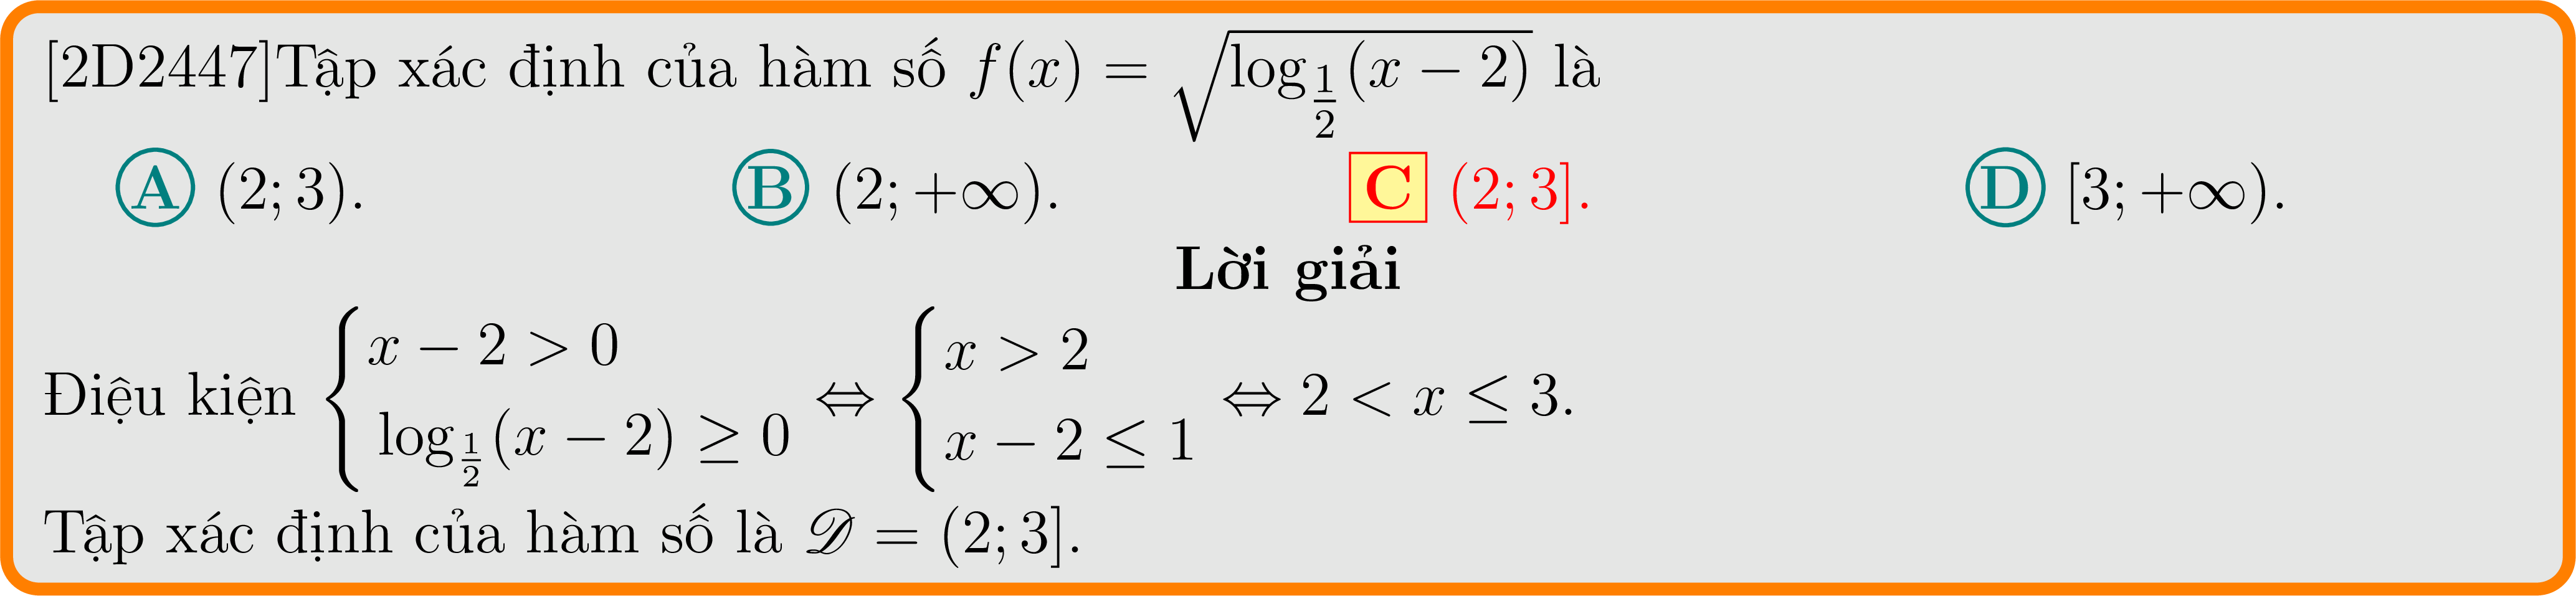 [2D2447]Tập xác định của hàm số $f(x) = \sqrt{\log_{\frac{1}{2}}(x-2)}$ là
A (2; 3). B (2; +∞). C (2; 3]. D [3; +∞).
Lời giải
Điều kiện $\begin{cases} x - 2 > 0 \\ \log_{\frac{1}{2}}(x-2) \geq 0 \end{cases} \Leftrightarrow \begin{cases} x > 2 \\ x - 2 \leq 1 \end{cases} \Leftrightarrow 2 < x \leq 3.$
Tập xác định của hàm số là $\mathscr{D} = (2; 3]$.